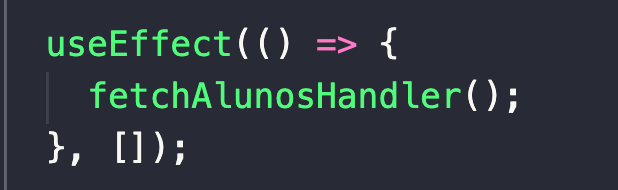 useEffect(() => {
  fetchAlunosHandler();
}, []);